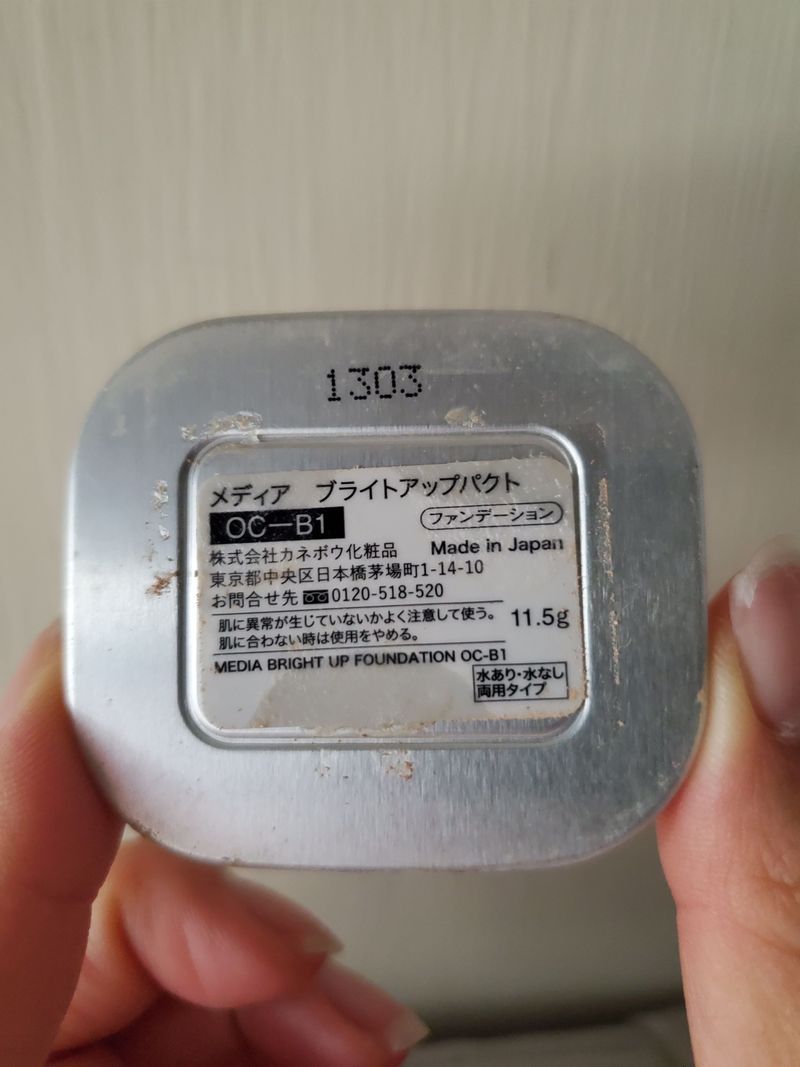 1303
メディア ブライトアップパクト
OC-B1 ファンデーション
株式会社カネボウ化粧品 Made in Japan
東京都中央区日本橋茅場町1-14-10
お問合せ先 0120-518-520
肌に異常が生じていないかよく注意して使う。 11.5g
肌に合わない時は使用をやめる。
MEDIA BRIGHT UP FOUNDATION OC-B1
水あり・水なし
両用タイプ